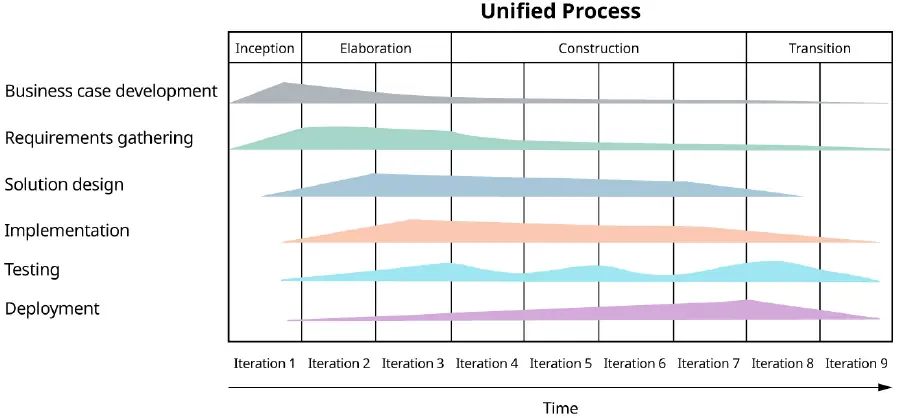 Unified Process
Inception Elaboration Construction Transition
Business case development
Requirements gathering
Solution design
Implementation
Testing
Deployment
Iteration 1 Iteration 2 Iteration 3 Iteration 4 Iteration 5 Iteration 6 Iteration 7 Iteration 8 Iteration 9
Time